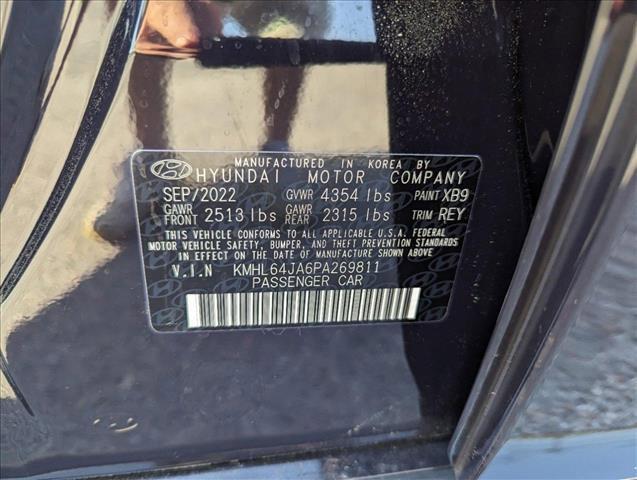 MANUFACTURED IN KOREA BY
HYUNDAI MOTOR COMPANY
SEP/2022 GVWR 4354 lbs PAINT XB9
GAWR FRONT 2513 lbs GAWR REAR 2315 lbs TRIM REY
THIS VEHICLE CONFORMS TO ALL APPLICABLE U.S.A. FEDERAL
MOTOR VEHICLE SAFETY, BUMPER, AND THEFT PREVENTION STANDARDS
IN EFFECT ON THE DATE OF MANUFACTURE SHOWN ABOVE
V.I.N KMHL64JA6PA269811
PASSENGER CAR